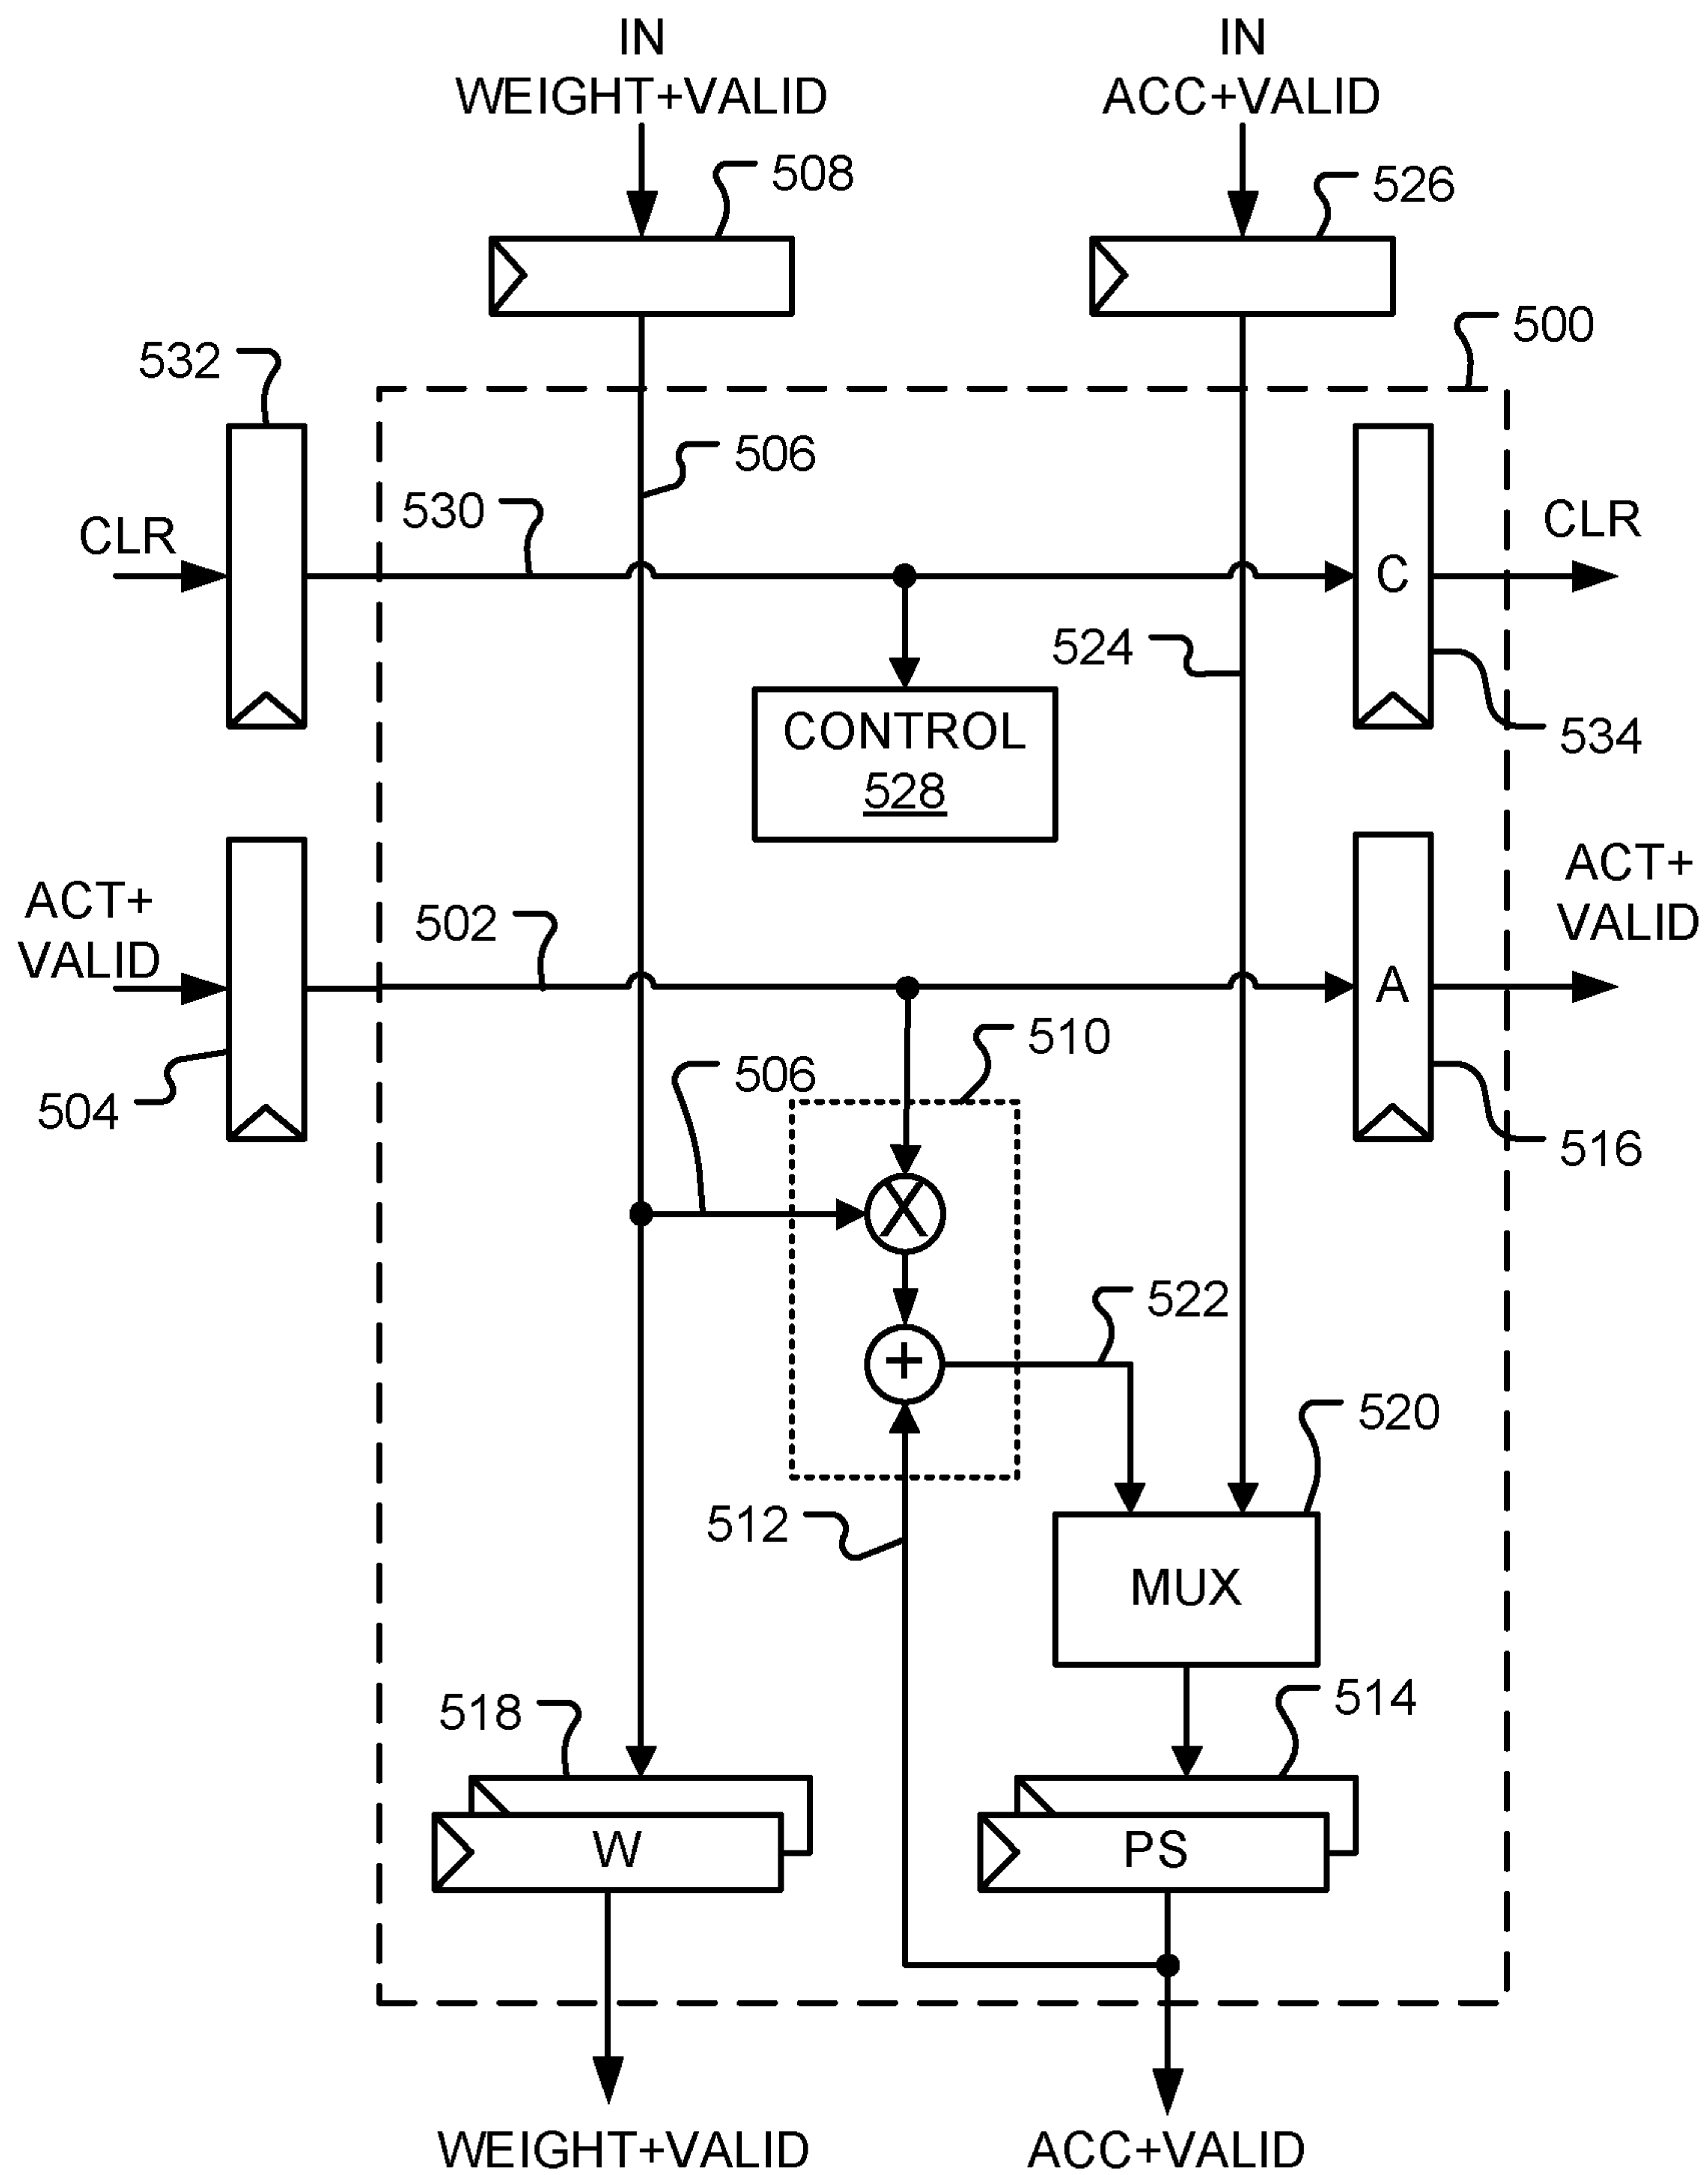 IN
WEIGHT+VALID
IN
ACC+VALID
508
526
500
532
506
530
CLR
CLR
C
524
534
CONTROL
528
ACT+
VALID
ACT+
VALID
502
A
510
506
504
516
X
522
+
520
512
MUX
518
514
W
PS
WEIGHT+VALID
ACC+VALID